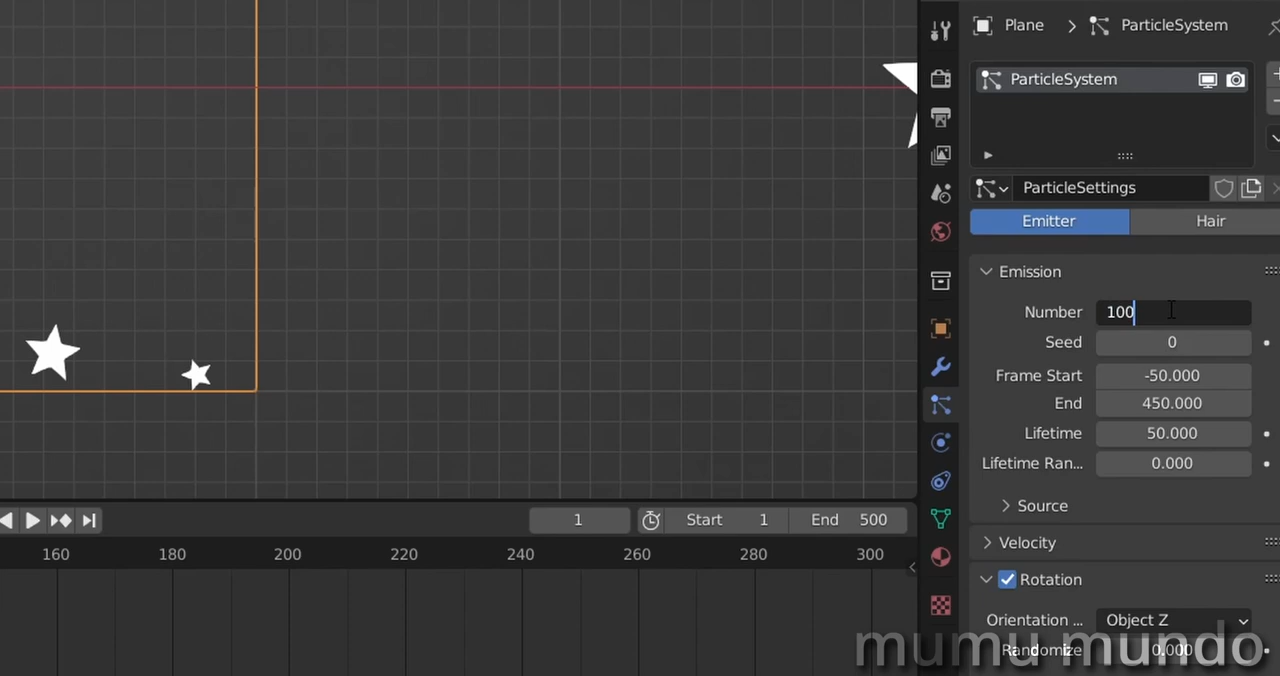 Plane > ParticleSystem
ParticleSystem
ParticleSettings
Emitter Hair
Emission
Number 100
Seed 0
Frame Start -50.000
End 450.000
Lifetime 50.000
Lifetime Ran... 0.000
Source
Velocity
Rotation
Orientation ... Object Z
Randomize 0.000
1 Start 1 End 500
160 180 200 220 240 260 280 300
mumu mundo